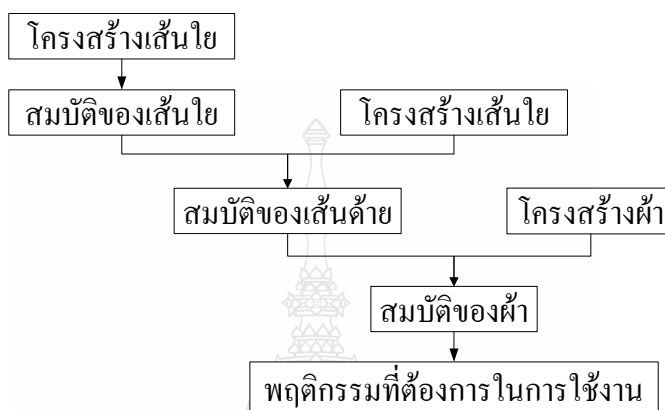 โครงสร้างเส้นใย
สมบัติของเส้นใย
โครงสร้างเส้นใย
สมบัติของเส้นด้าย
โครงสร้างผ้า
สมบัติของผ้า
พฤติกรรมที่ต้องการในการใช้งาน